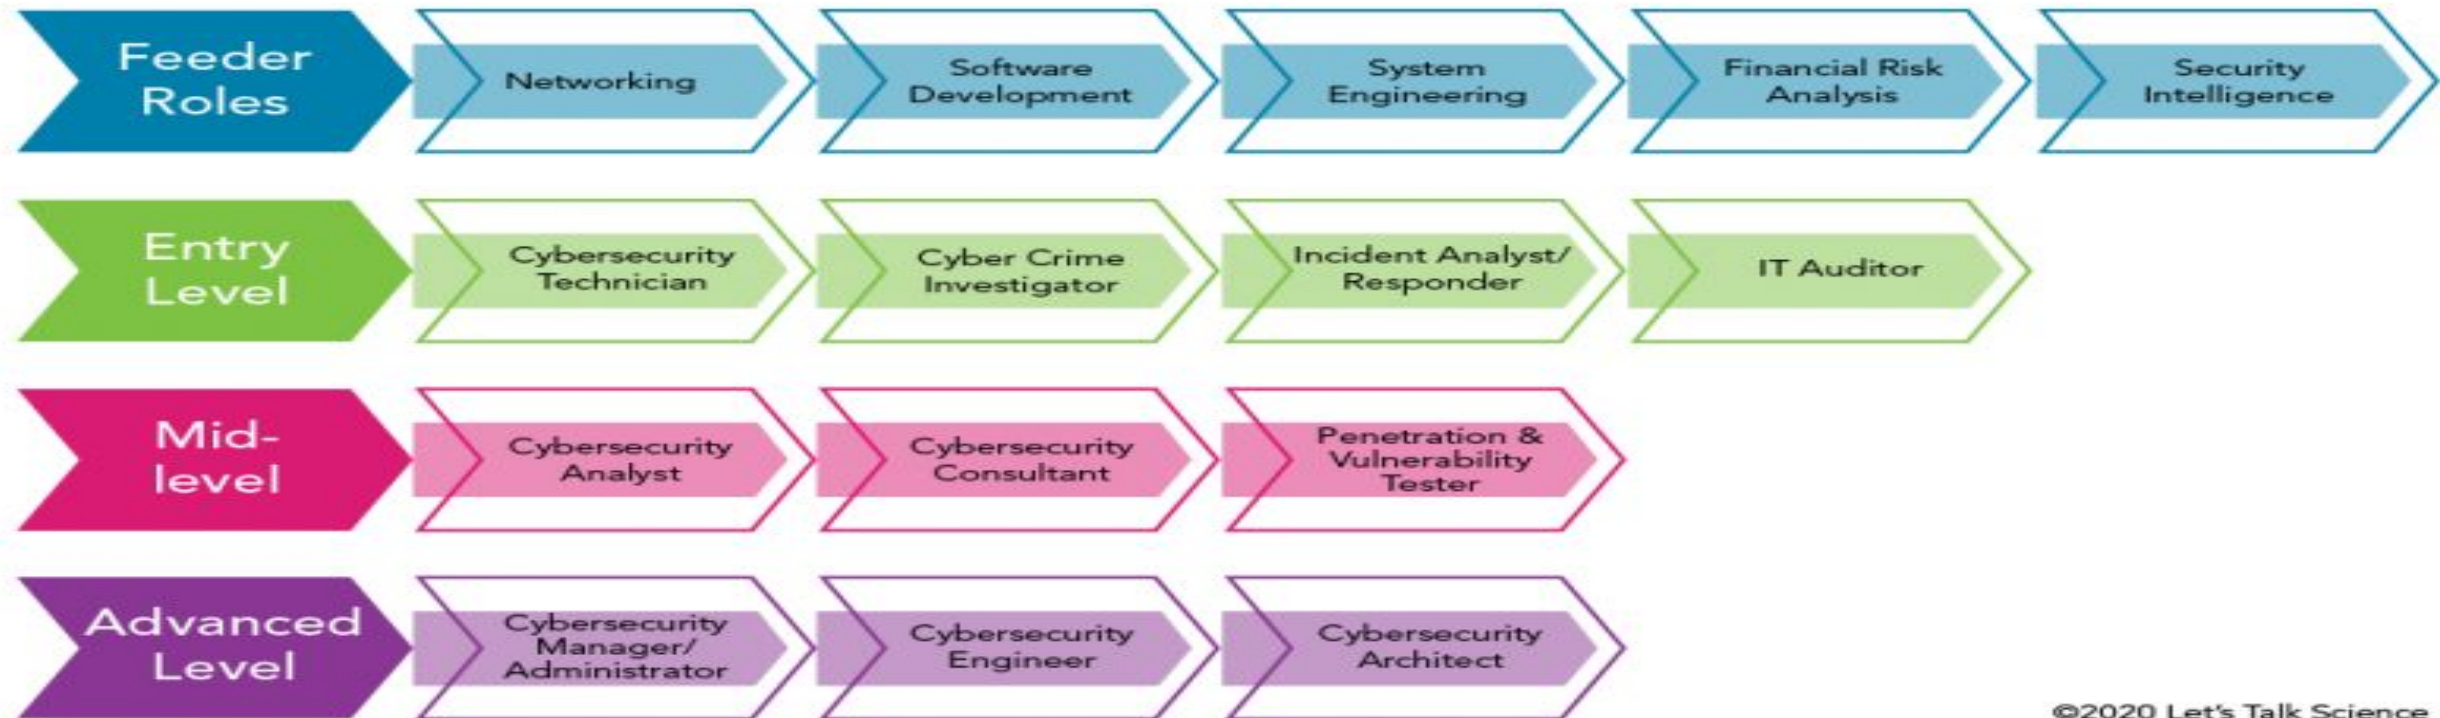 Feeder
Roles
Networking
Software
Development
System
Engineering
Financial Risk
Analysis
Security
Intelligence
Entry
Level
Cybersecurity
Technician
Cyber Crime
Investigator
Incident Analyst/
Responder
IT Auditor
Mid-
level
Cybersecurity
Analyst
Cybersecurity
Consultant
Penetration &
Vulnerability
Tester
Advanced
Level
Cybersecurity
Manager/
Administrator
Cybersecurity
Engineer
Cybersecurity
Architect
©2020 Let's Talk Science